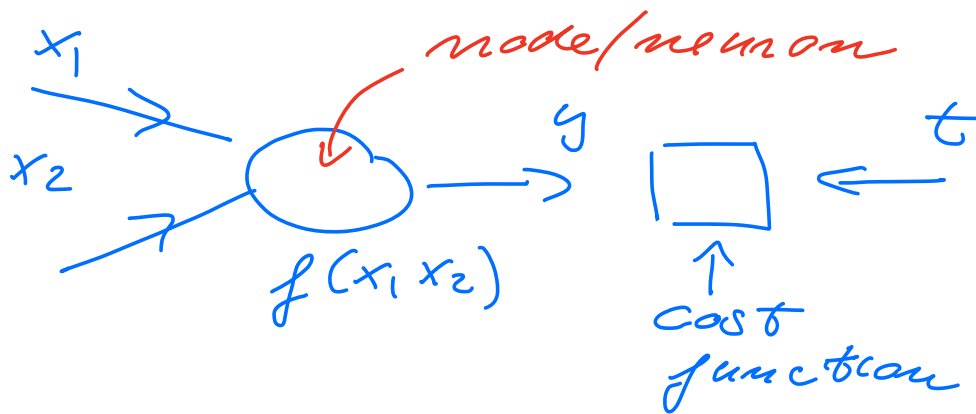 x1
node/neuron
y
t
x2
f(x1 x2)
cost
function